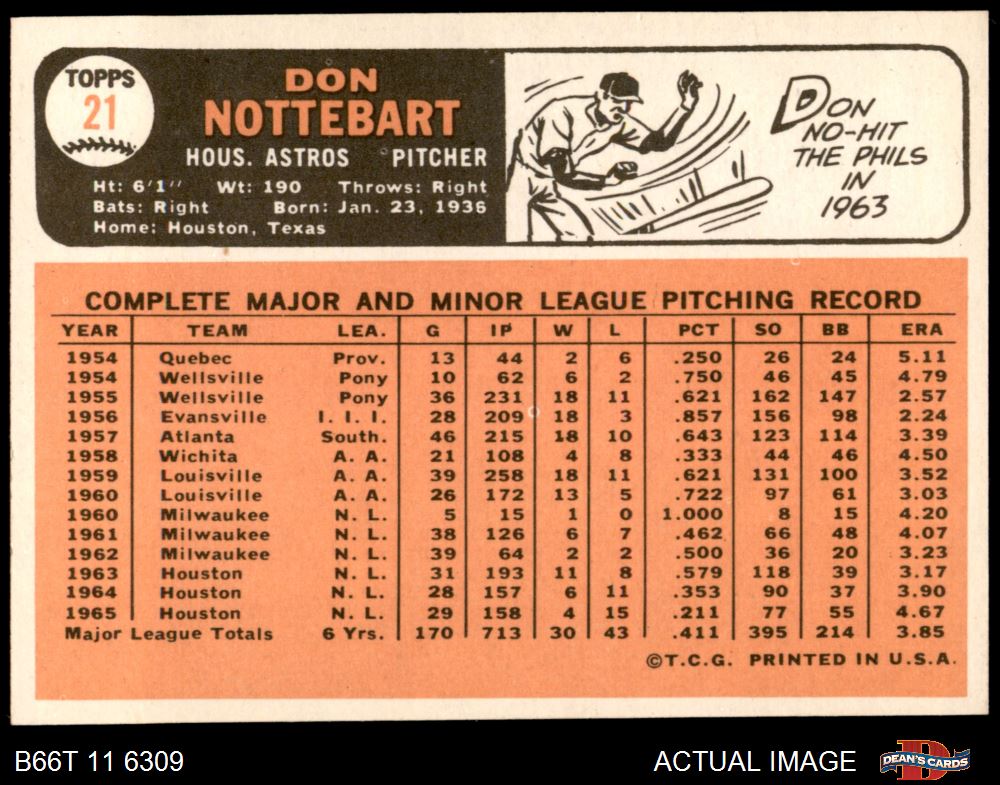 TOPPS
21
DON
NOTTEBART
HOUS. ASTROS PITCHER
Ht: 6'1" Wt: 190 Throws: Right
Bats: Right Born: Jan. 23, 1936
Home: Houston, Texas
DON
NO-HIT
THE PHILS
IN
1963
COMPLETE MAJOR AND MINOR LEAGUE PITCHING RECORD
YEAR TEAM LEA. G IP W L PCT SO BB ERA
1954 Quebec Prov. 13 44 2 6 .250 26 24 5.11
1954 Wellsville Pony 10 62 6 2 .750 46 45 4.79
1955 Wellsville Pony 36 231 18 11 .621 162 147 2.57
1956 Evansville I. I. I. 28 209 18 3 .857 156 98 2.24
1957 Atlanta South. 46 215 18 10 .643 123 114 3.39
1958 Wichita A. A. 21 108 4 8 .333 44 46 4.50
1959 Louisville A. A. 39 258 18 11 .621 131 100 3.52
1960 Louisville A. A. 26 172 13 5 .722 97 61 3.03
1960 Milwaukee N. L. 5 15 1 0 1.000 8 15 4.20
1961 Milwaukee N. L. 38 126 6 7 .462 66 48 4.07
1962 Milwaukee N. L. 39 64 2 2 .500 36 20 3.23
1963 Houston N. L. 31 193 11 8 .579 118 39 3.17
1964 Houston N. L. 28 157 6 11 .353 90 37 3.90
1965 Houston N. L. 29 158 4 15 .211 77 55 4.67
Major League Totals 6 Yrs. 170 713 30 43 .411 395 214 3.85
©T.C.G. PRINTED IN U.S.A.
B66T 11 6309 ACTUAL IMAGE DEAN'S CARDS